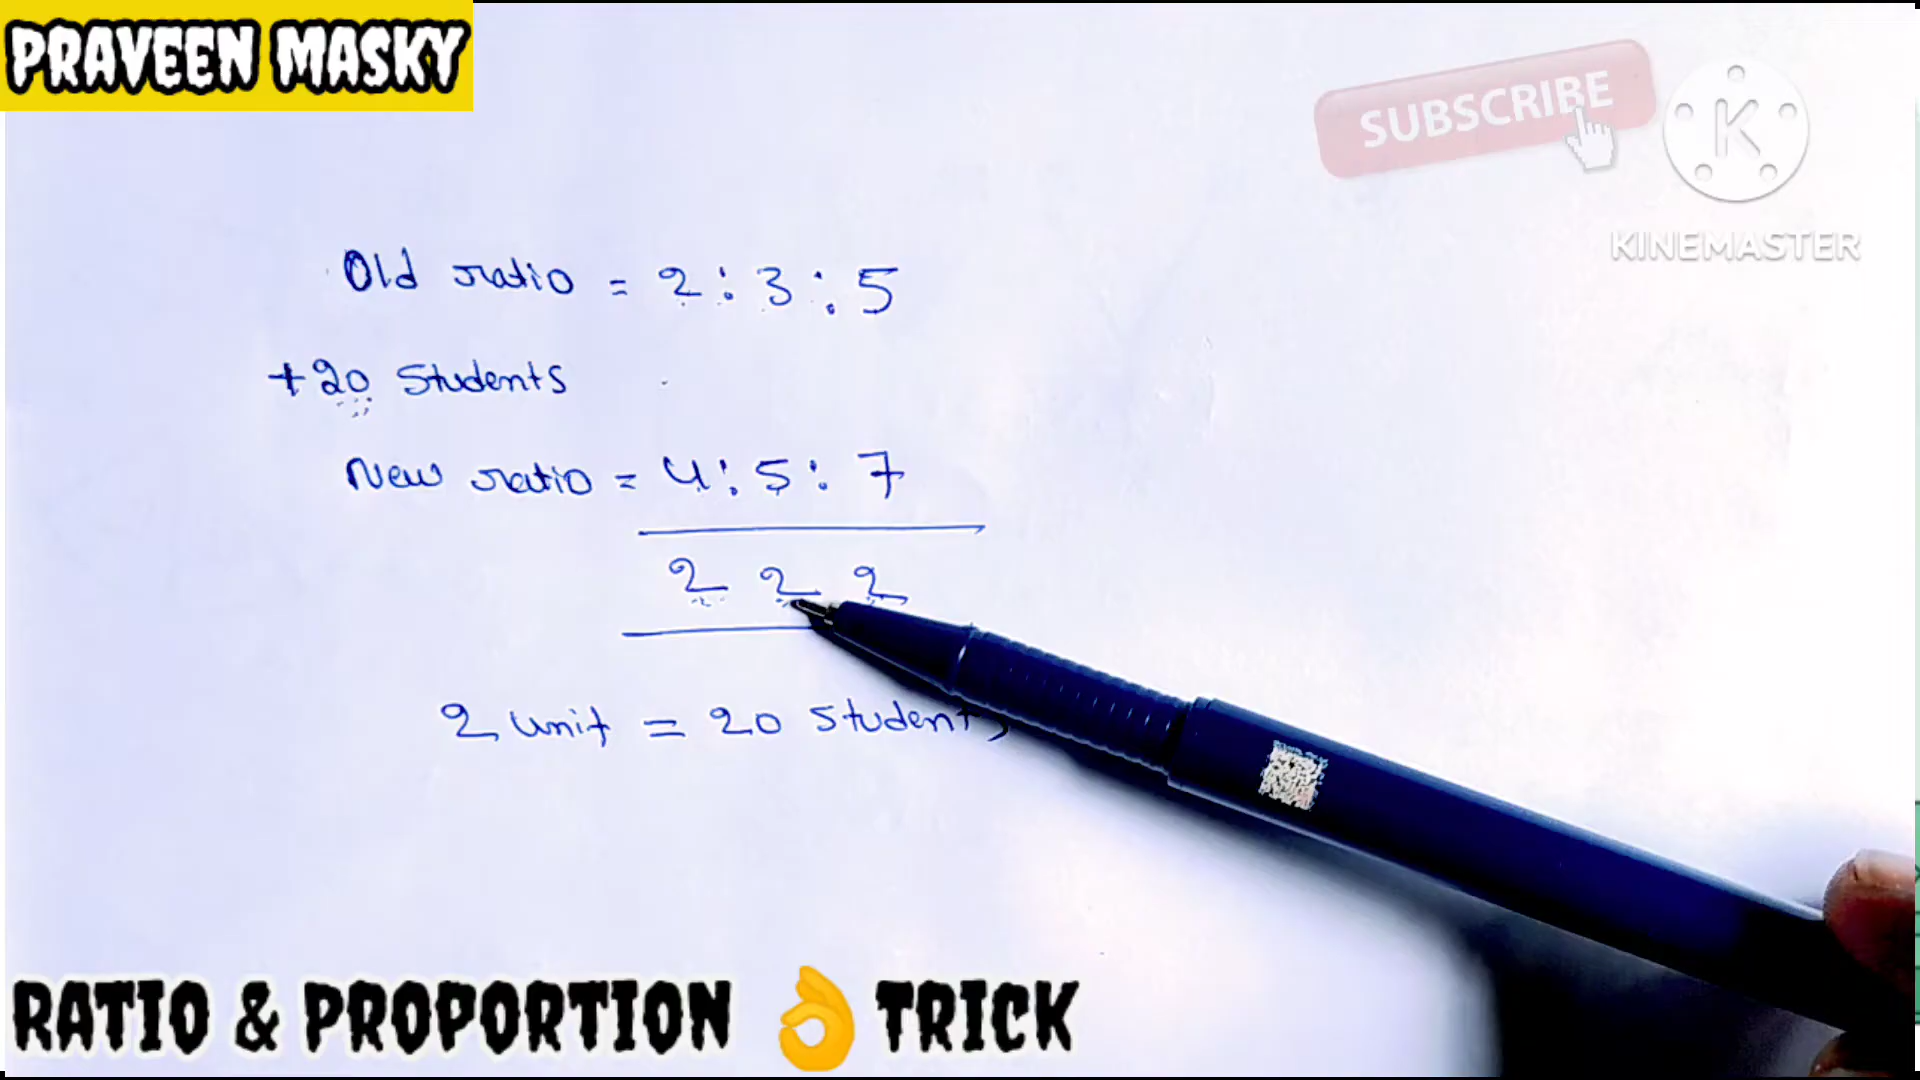 PRAVEEN MASKY
SUBSCRIBE
K
KINEMASTER
Old ratio = 2 : 3 : 5
+20 Students
New ratio = 4 : 5 : 7
2 2 2
2 unit = 20 Students
RATIO & PROPORTION 👌 TRICK